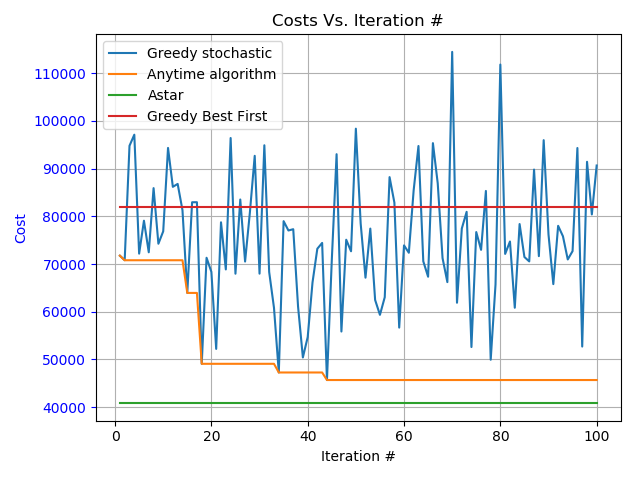 Costs Vs. Iteration #
Greedy stochastic
Anytime algorithm
Astar
Greedy Best First
110000
100000
90000
80000
70000
60000
50000
40000
Cost
0 20 40 60 80 100
Iteration #